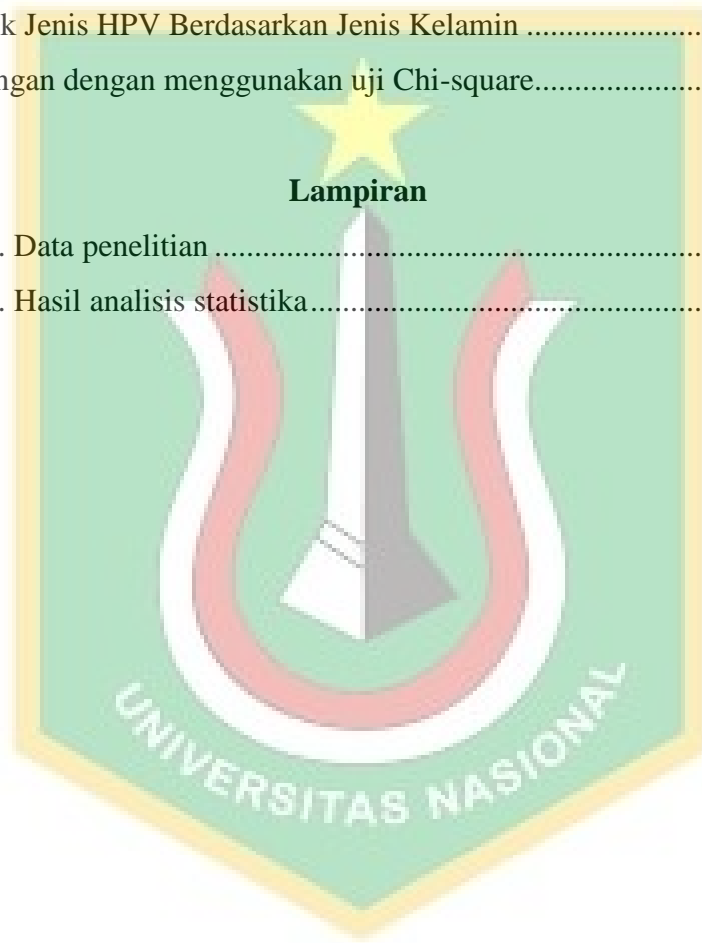 k Jenis HPV Berdasarkan Jenis Kelamin ......................
ngan dengan menggunakan uji Chi-square.....................
Lampiran
. Data penelitian .............................................................
. Hasil analisis statistika.................................................
UNIVERSITAS NASIONAL